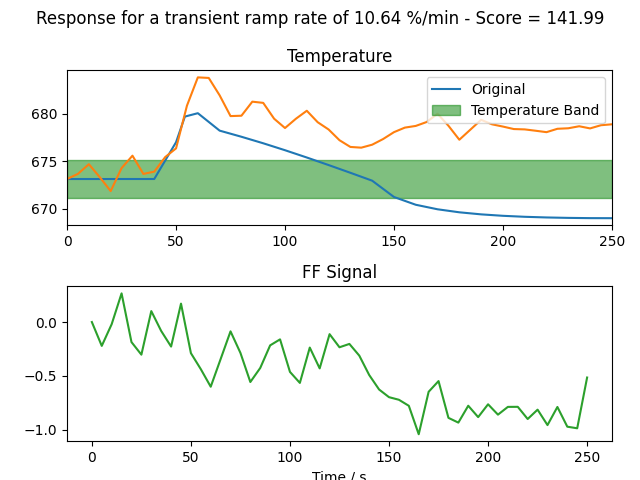 Response for a transient ramp rate of 10.64 %/min - Score = 141.99
Temperature
Original
Temperature Band
680
675
670
0 50 100 150 200 250
FF Signal
0.0
−0.5
−1.0
0 50 100 150 200 250
Time / s